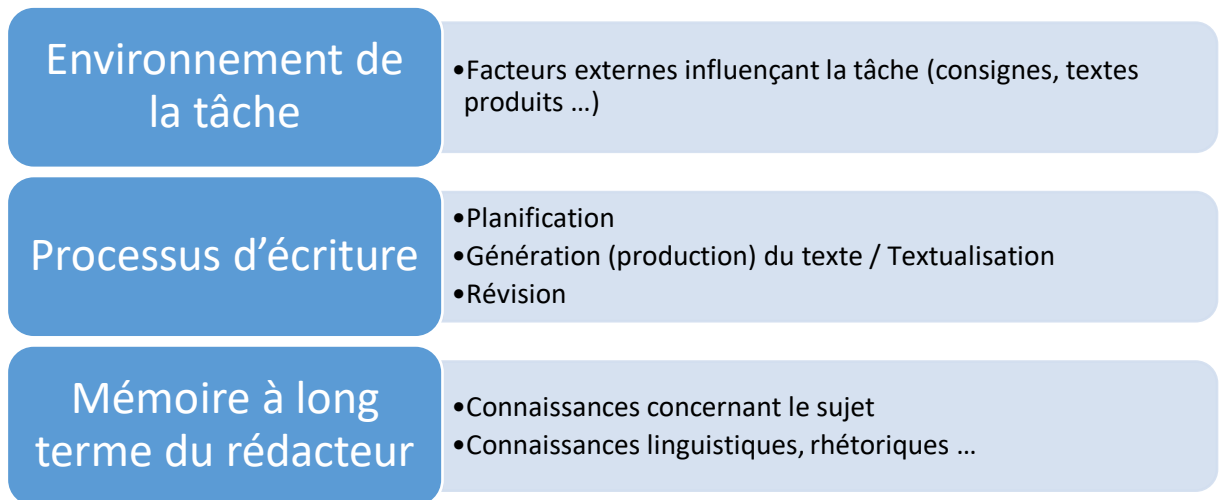 Environnement de
la tâche
•Facteurs externes influençant la tâche (consignes, textes
produits …)
Processus d’écriture
•Planification
•Génération (production) du texte / Textualisation
•Révision
Mémoire à long
terme du rédacteur
•Connaissances concernant le sujet
•Connaissances linguistiques, rhétoriques …